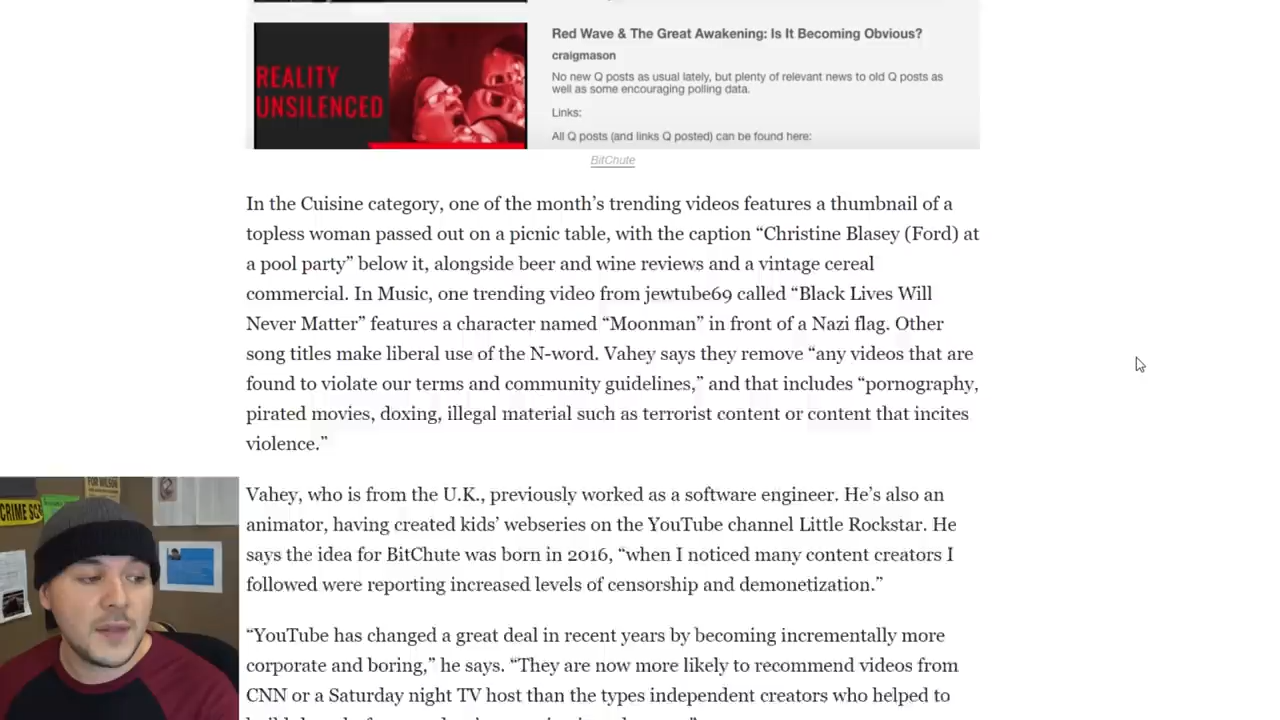 Red Wave & The Great Awakening: Is It Becoming Obvious?
craigmason
REALITY
UNSILENCED
No new Q posts as usual lately, but plenty of relevant news to old Q posts as
well as some encouraging polling data.
Links:
All Q posts (and links Q posted) can be found here:
BitChute
In the Cuisine category, one of the month’s trending videos features a thumbnail of a
topless woman passed out on a picnic table, with the caption “Christine Blasey (Ford) at
a pool party” below it, alongside beer and wine reviews and a vintage cereal
commercial. In Music, one trending video from jewtube69 called “Black Lives Will
Never Matter” features a character named “Moonman” in front of a Nazi flag. Other
song titles make liberal use of the N-word. Vahey says they remove “any videos that are
found to violate our terms and community guidelines,” and that includes “pornography,
pirated movies, doxing, illegal material such as terrorist content or content that incites
violence.”
Vahey, who is from the U.K., previously worked as a software engineer. He’s also an
animator, having created kids’ webseries on the YouTube channel Little Rockstar. He
says the idea for BitChute was born in 2016, “when I noticed many content creators I
followed were reporting increased levels of censorship and demonetization.”
“YouTube has changed a great deal in recent years by becoming incrementally more
corporate and boring,” he says. “They are now more likely to recommend videos from
CNN or a Saturday night TV host than the types independent creators who helped to
FOR WILSON
CRIME SC